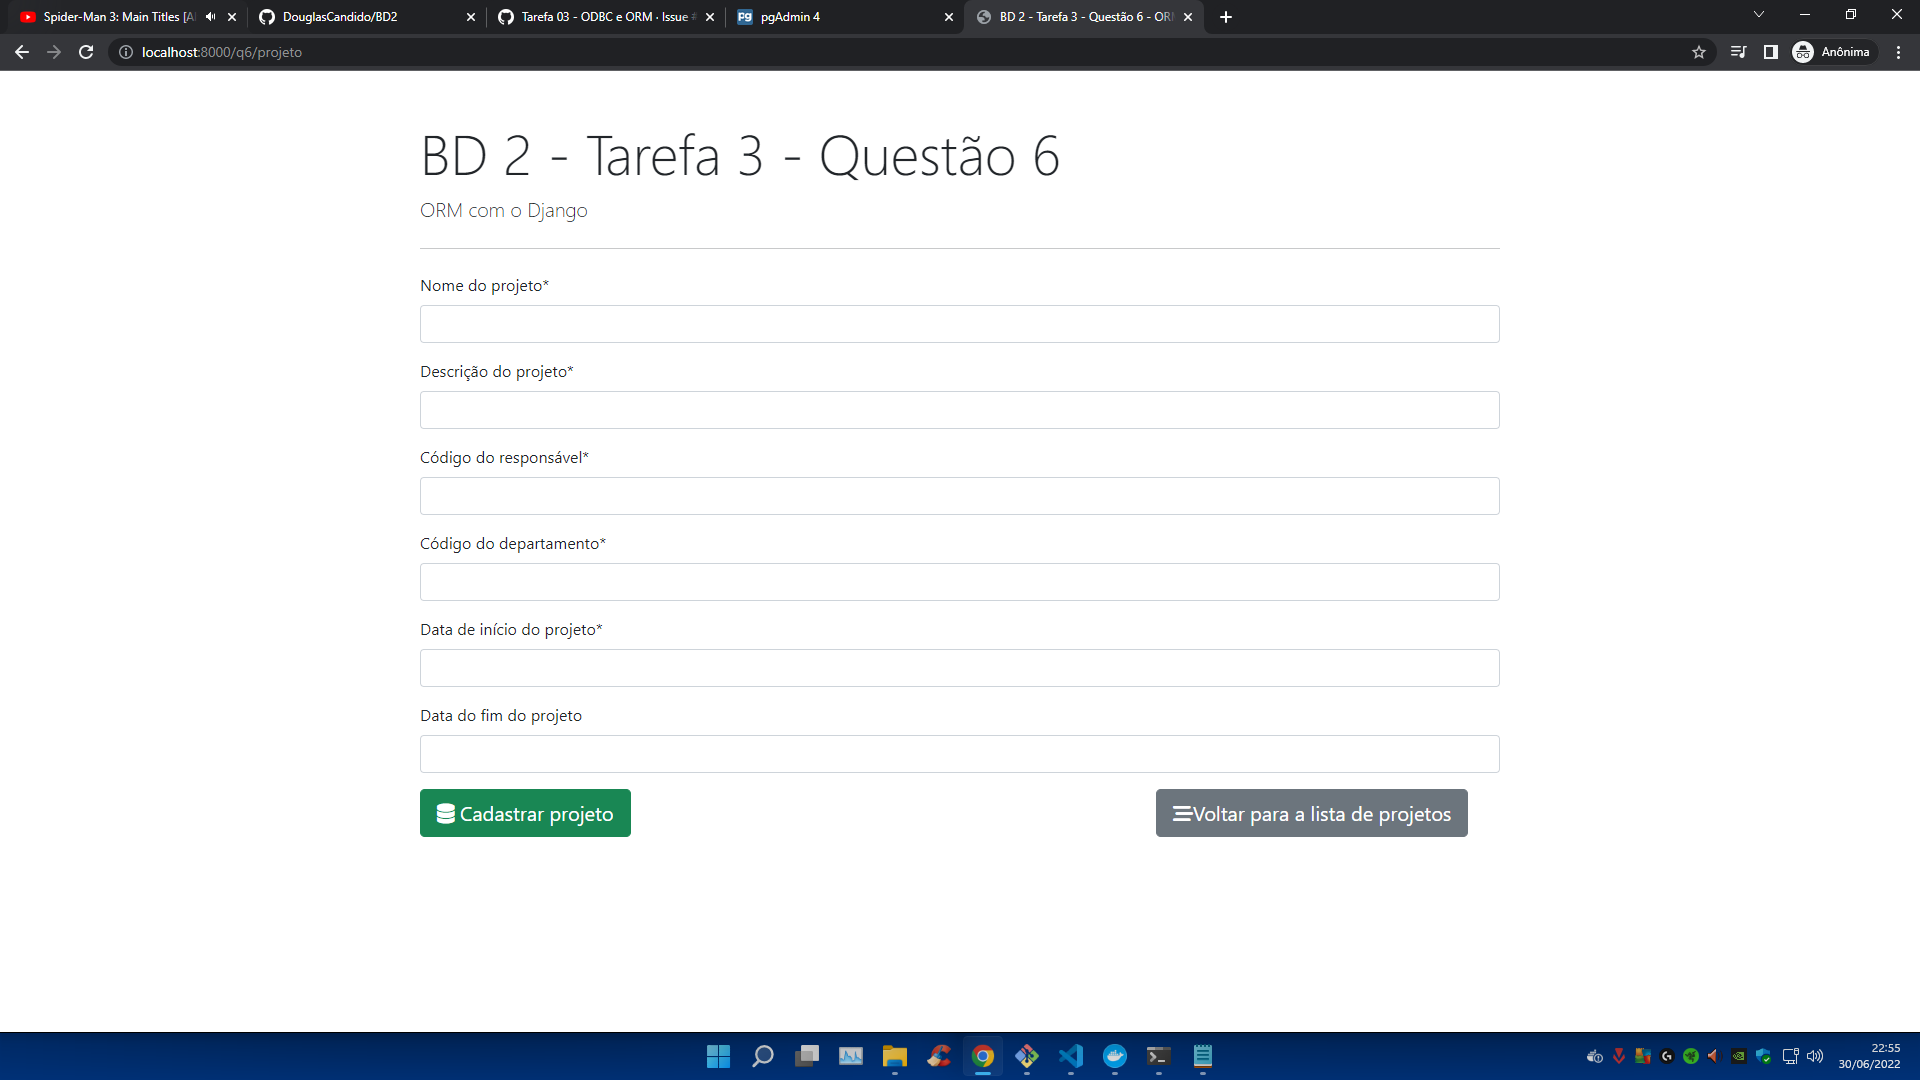 Spider-Man 3: Main Titles [A
DouglasCandido/BD2
Tarefa 03 - ODBC e ORM · Issue #
pgAdmin 4
BD 2 - Tarefa 3 - Questão 6 - OR
localhost:8000/q6/projeto
Anônima
BD 2 - Tarefa 3 - Questão 6
ORM com o Django
Nome do projeto*
Descrição do projeto*
Código do responsável*
Código do departamento*
Data de início do projeto*
Data do fim do projeto
Cadastrar projeto
Voltar para a lista de projetos
22:55
30/06/2022